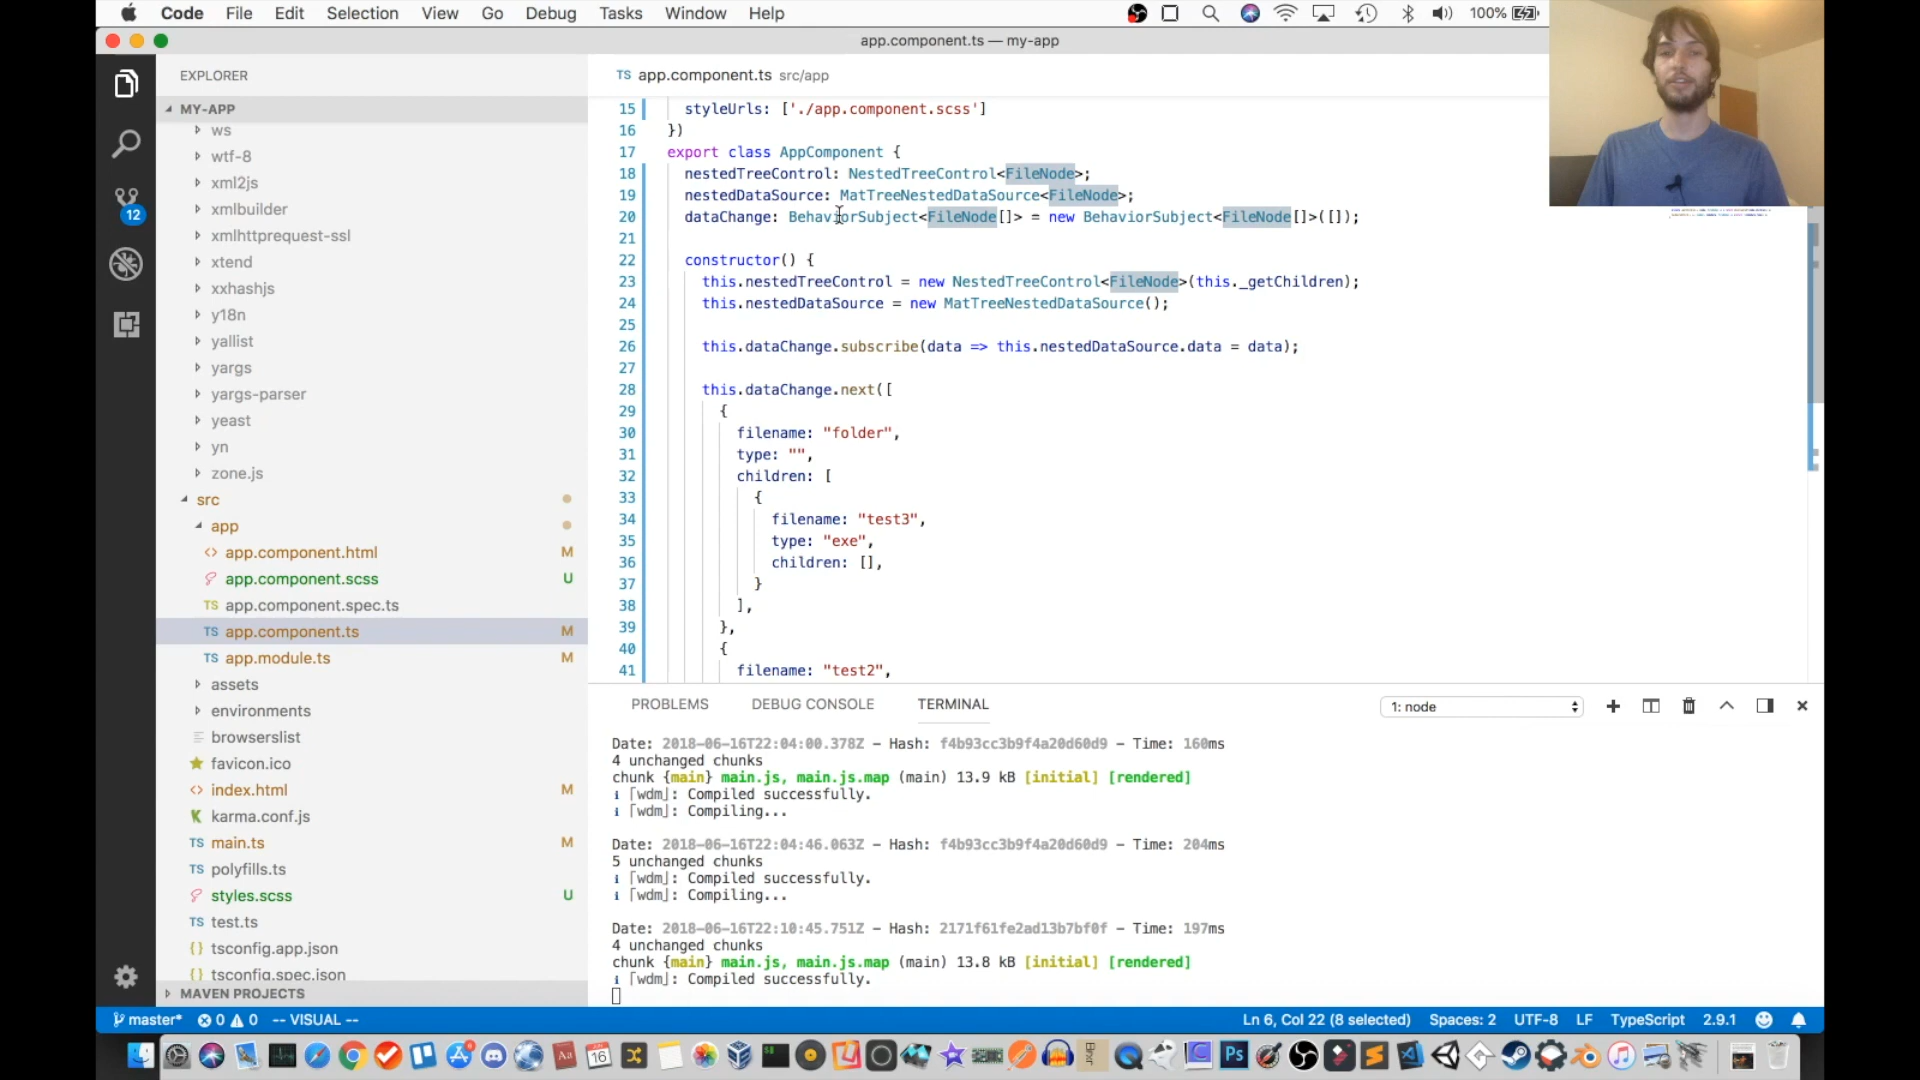 Code File Edit Selection View Go Debug Tasks Window Help 100%
app.component.ts — my-app
EXPLORER
MY-APP
ws
wtf-8
xml2js
xmlbuilder
xmlhttprequest-ssl
xtend
xxhashjs
y18n
yallist
yargs
yargs-parser
yeast
yn
zone.js
src
app
app.component.html M
app.component.scss U
TS app.component.spec.ts
TS app.component.ts M
TS app.module.ts M
assets
environments
browserslist
favicon.ico
index.html M
karma.conf.js
TS main.ts M
TS polyfills.ts
styles.scss U
TS test.ts
{} tsconfig.app.json
{} tsconfig.spec.json
MAVEN PROJECTS
12
TS app.component.ts src/app
15 styleUrls: ['./app.component.scss']
16 })
17 export class AppComponent {
18 nestedTreeControl: NestedTreeControl<FileNode>;
19 nestedDataSource: MatTreeNestedDataSource<FileNode>;
20 dataChange: BehaviorSubject<FileNode[]> = new BehaviorSubject<FileNode[]>([]);
21
22 constructor() {
23 this.nestedTreeControl = new NestedTreeControl<FileNode>(this._getChildren);
24 this.nestedDataSource = new MatTreeNestedDataSource();
25
26 this.dataChange.subscribe(data => this.nestedDataSource.data = data);
27
28 this.dataChange.next([
29 {
30 filename: "folder",
31 type: "",
32 children: [
33 {
34 filename: "test3",
35 type: "exe",
36 children: [],
37 }
38 ],
39 },
40 {
41 filename: "test2",
PROBLEMS DEBUG CONSOLE TERMINAL 1: node
Date: 2018-06-16T22:04:00.378Z - Hash: f4b93cc3b9f4a20d60d9 - Time: 160ms
4 unchanged chunks
chunk {main} main.js, main.js.map (main) 13.9 kB [initial] [rendered]
i ｢wdm｣: Compiled successfully.
i ｢wdm｣: Compiling...
Date: 2018-06-16T22:04:46.063Z - Hash: f4b93cc3b9f4a20d60d9 - Time: 204ms
5 unchanged chunks
i ｢wdm｣: Compiled successfully.
i ｢wdm｣: Compiling...
Date: 2018-06-16T22:10:45.751Z - Hash: 2171f61fe2ad13b7bf0f - Time: 197ms
4 unchanged chunks
chunk {main} main.js, main.js.map (main) 13.8 kB [initial] [rendered]
i ｢wdm｣: Compiled successfully.
master* 0 0 -- VISUAL -- Ln 6, Col 22 (8 selected) Spaces: 2 UTF-8 LF TypeScript 2.9.1